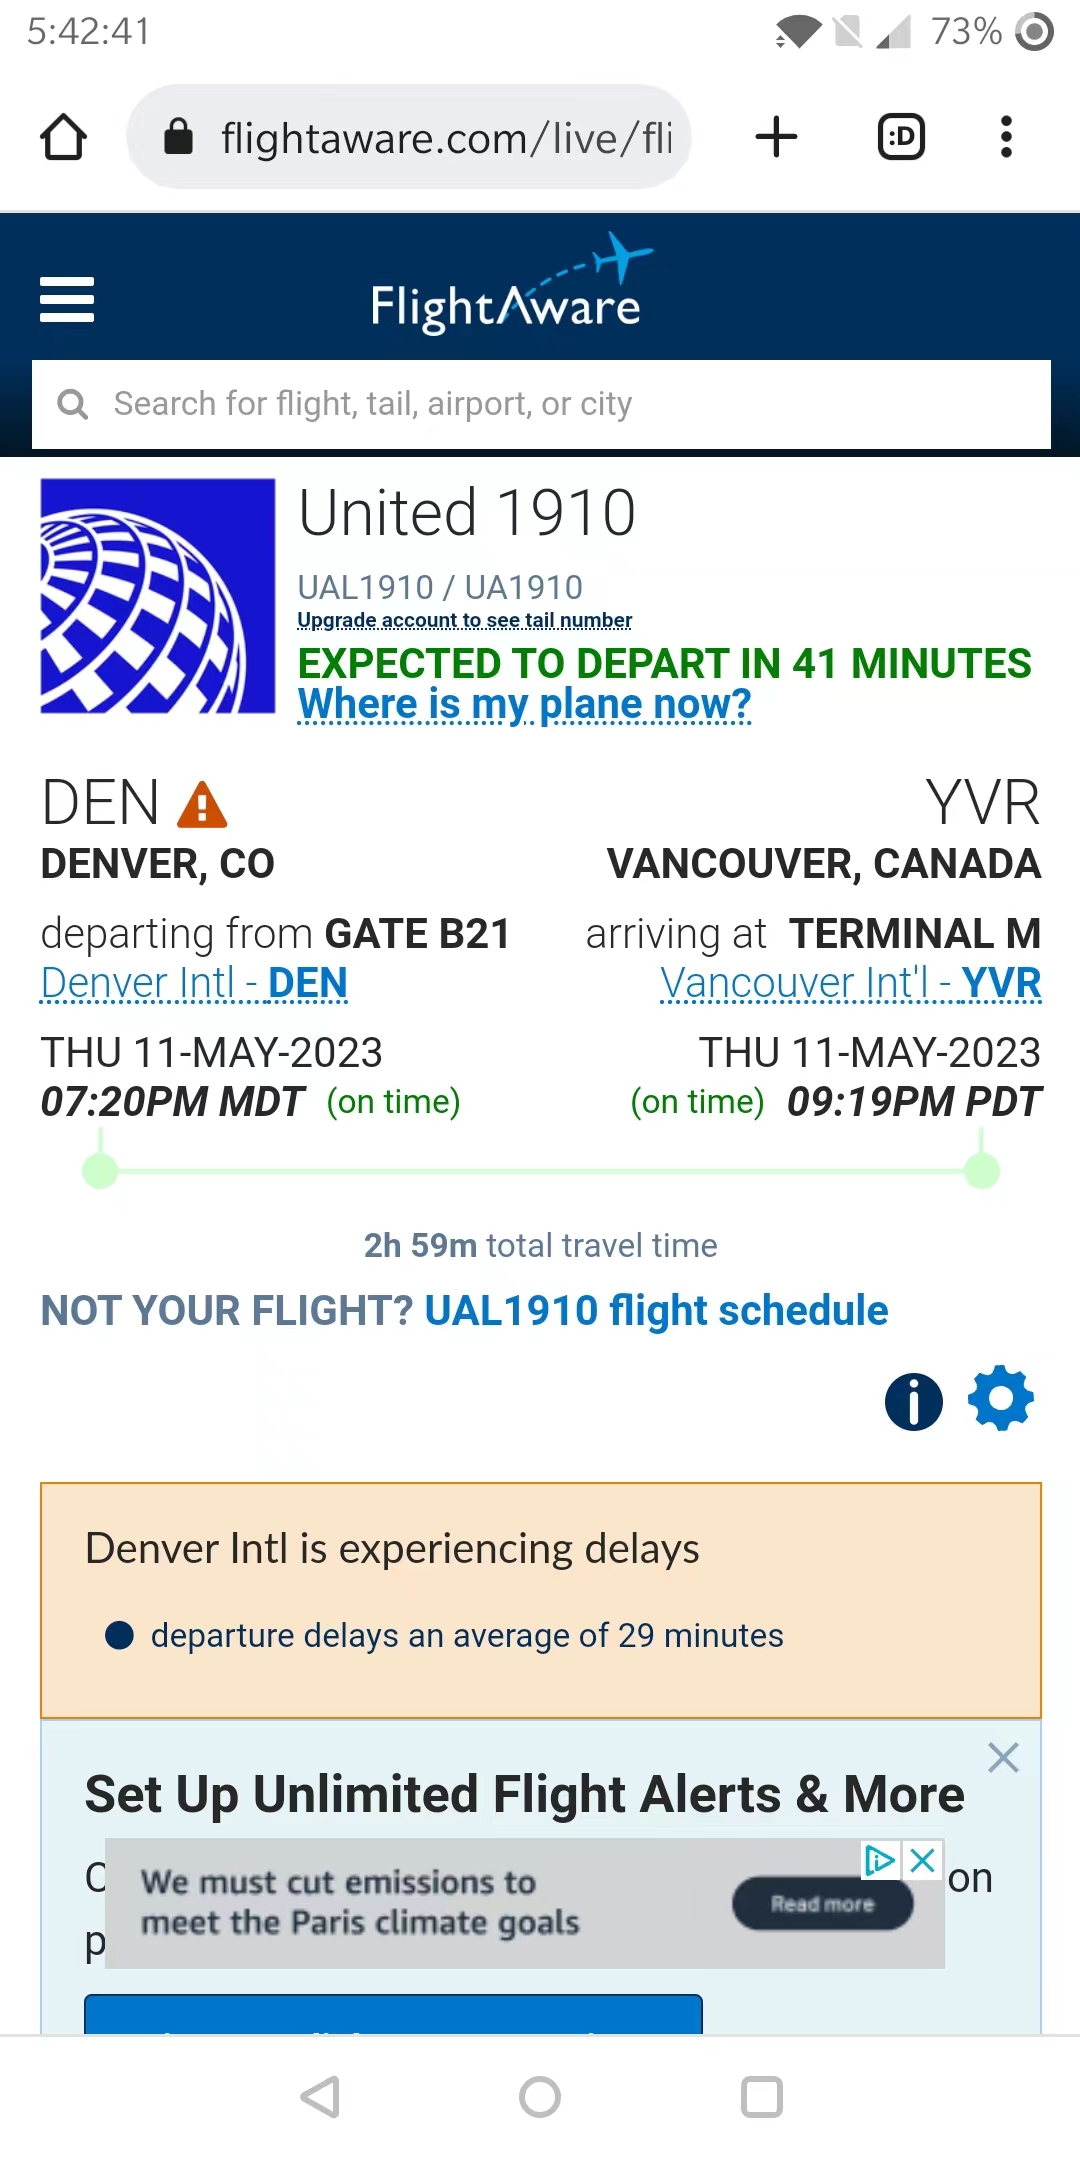 5:42:41
73%
flightaware.com/live/fli
:D
FlightAware
Search for flight, tail, airport, or city
United 1910
UAL1910 / UA1910
Upgrade account to see tail number
EXPECTED TO DEPART IN 41 MINUTES
Where is my plane now?
DEN
YVR
DENVER, CO
VANCOUVER, CANADA
departing from GATE B21
arriving at TERMINAL M
Denver Intl - DEN
Vancouver Int'l - YVR
THU 11-MAY-2023
THU 11-MAY-2023
07:20PM MDT (on time)
(on time) 09:19PM PDT
2h 59m total travel time
NOT YOUR FLIGHT? UAL1910 flight schedule
Denver Intl is experiencing delays
departure delays an average of 29 minutes
Set Up Unlimited Flight Alerts & More
We must cut emissions to
meet the Paris climate goals
Read more
on